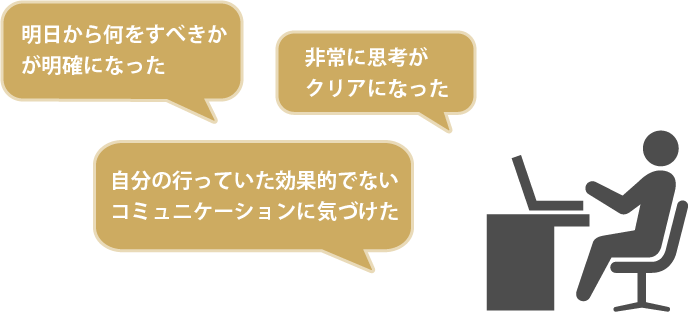 明日から何をすべきか
が明確になった
非常に思考が
クリアになった
自分の行っていた効果的でない
コミュニケーションに気づけた